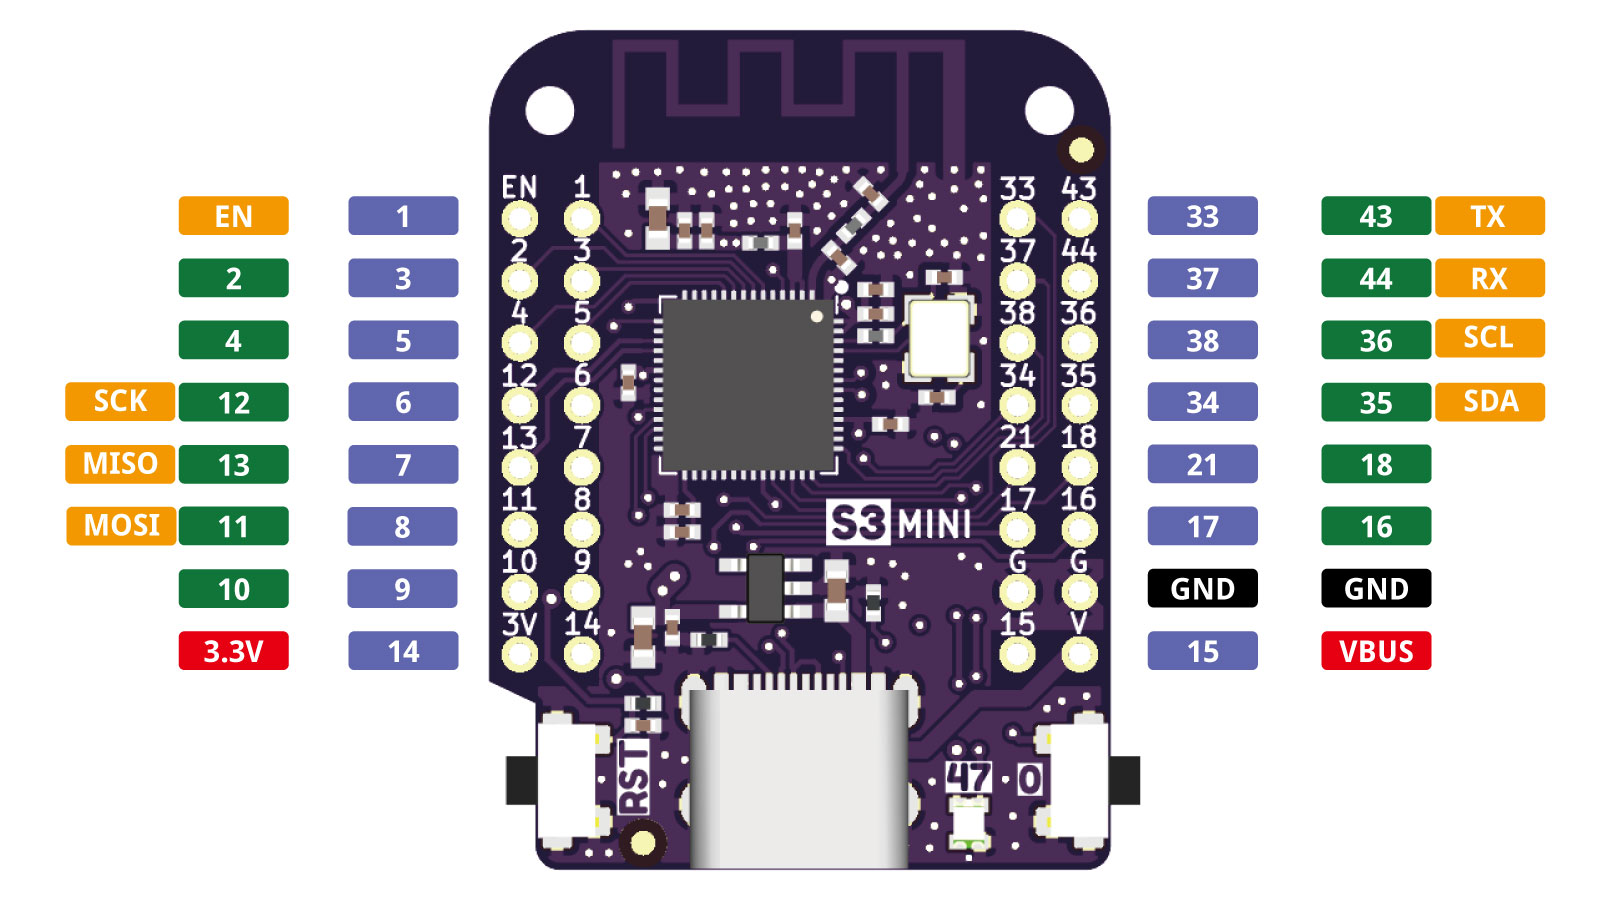 EN 1 EN 1 33 43 33 43 TX
2 3 2 3 37 44 37 44 RX
4 5 4 5 38 36 38 36 SCL
SCK 12 6 12 6 34 35 34 35 SDA
MISO 13 7 13 7 21 18 21 18
MOSI 11 8 11 8 17 16 17 16
S3 MINI
10 9 10 9 G G GND GND
3.3V 14 3V 14 15 V 15 VBUS
RST 47 0